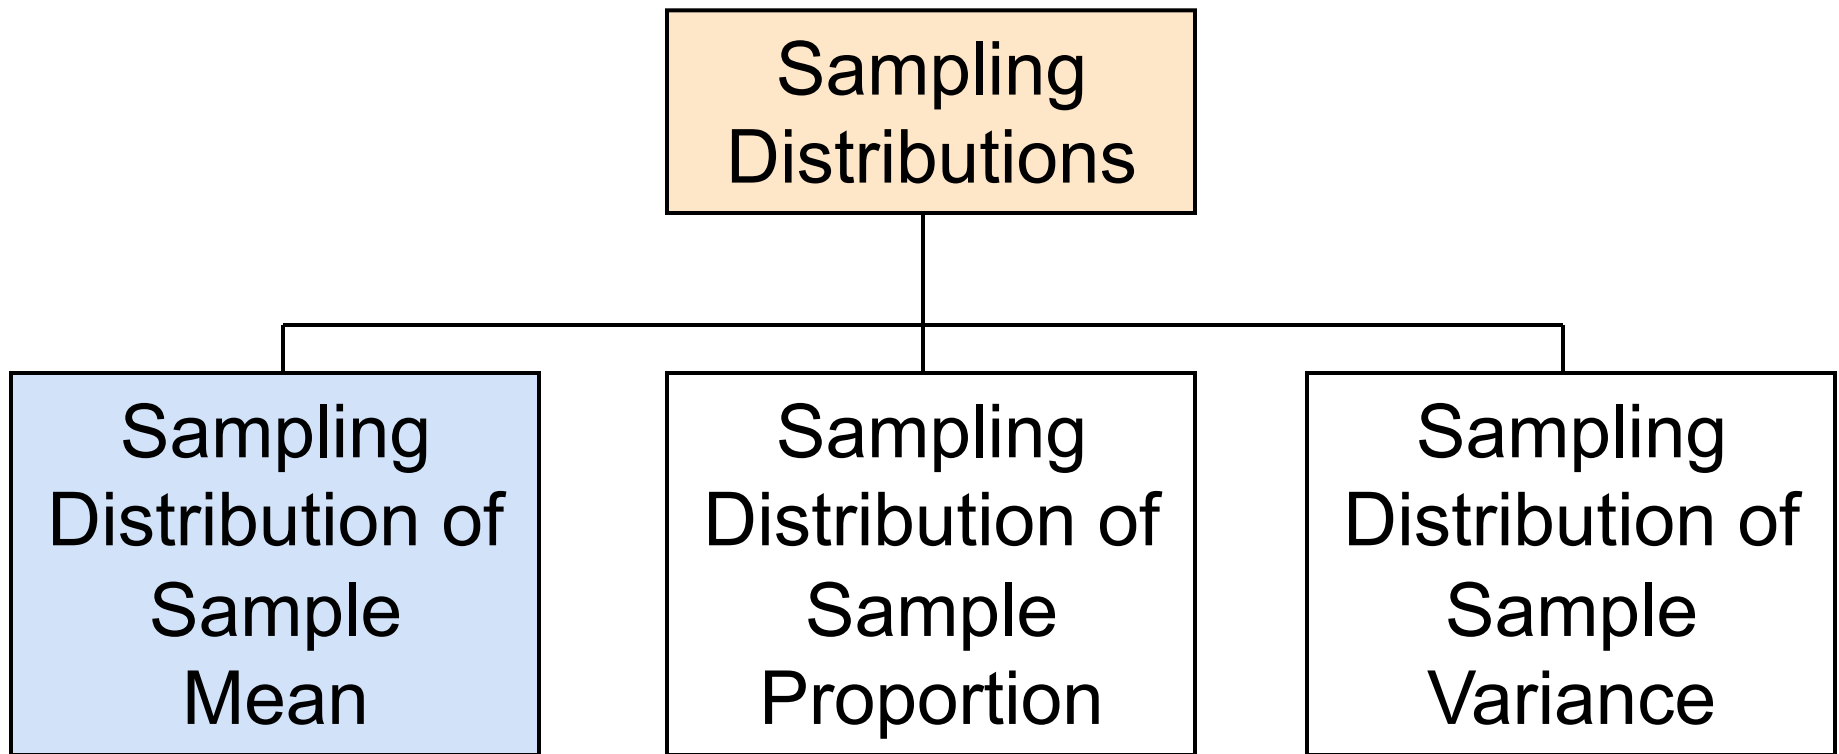 Sampling
Distributions
Sampling
Distribution of
Sample
Mean
Sampling
Distribution of
Sample
Proportion
Sampling
Distribution of
Sample
Variance